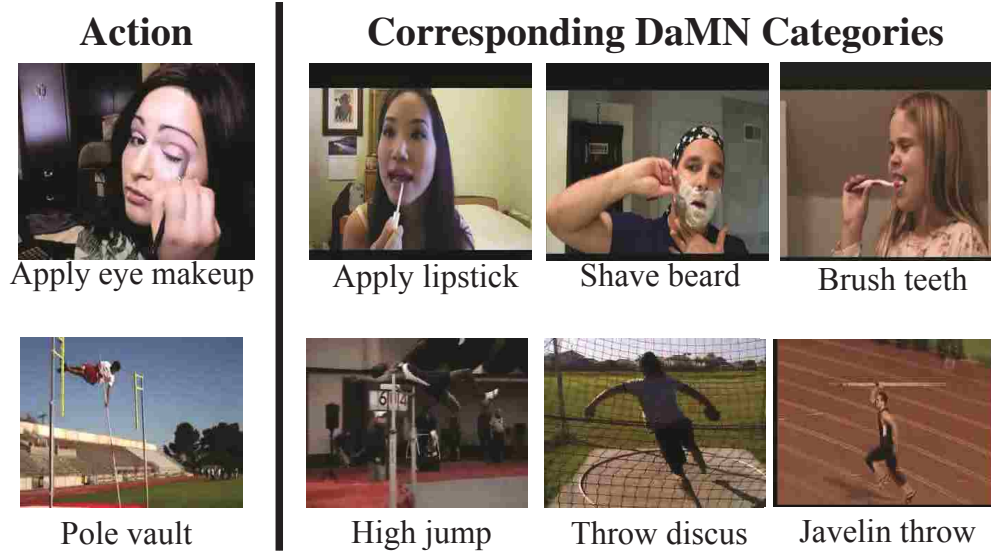 Action
Corresponding DaMN Categories
Apply eye makeup
Apply lipstick
Shave beard
Brush teeth
Pole vault
High jump
Throw discus
Javelin throw